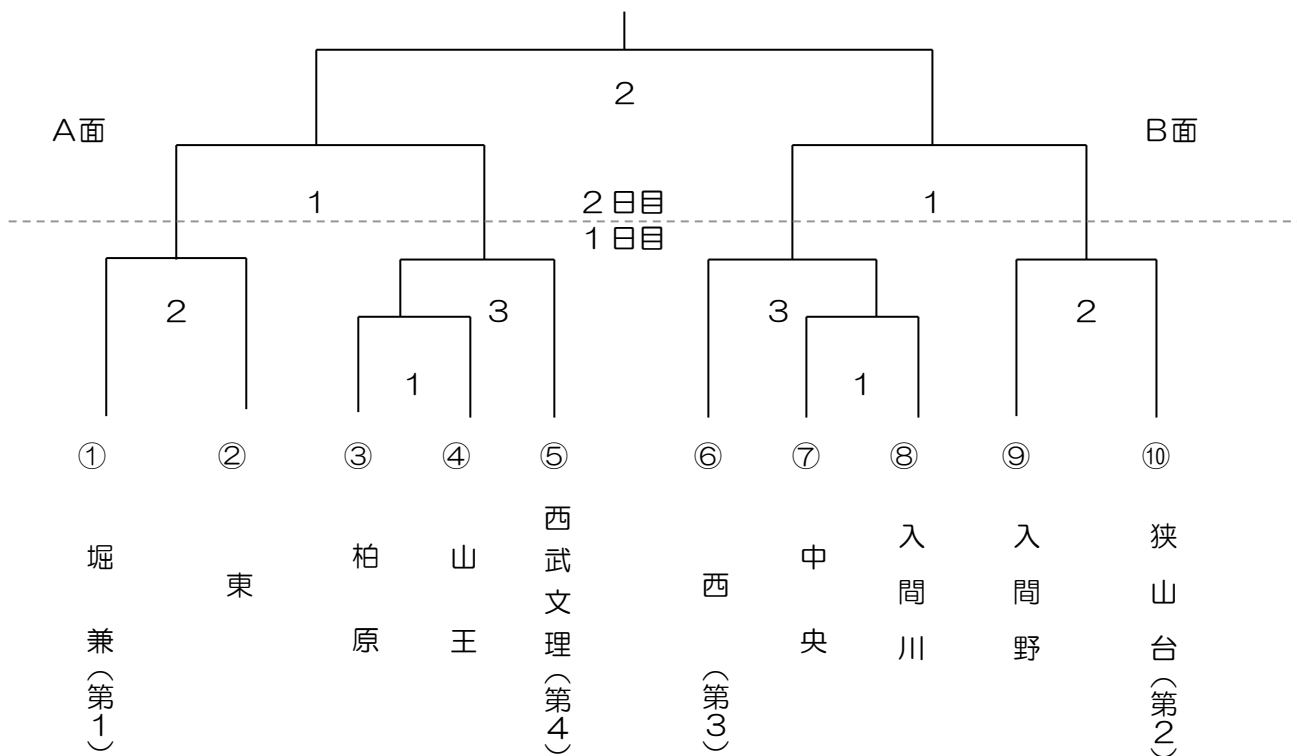 2
A面
B面
1
2日目
1
1日目
2
3
3
2
1
1
①
②
③
④
⑤
⑥
⑦
⑧
⑨
⑩
堀兼(第1)
東
柏原
山王
西武文理(第4)
西(第3)
中央
入間川
入間野
狭山台(第2)